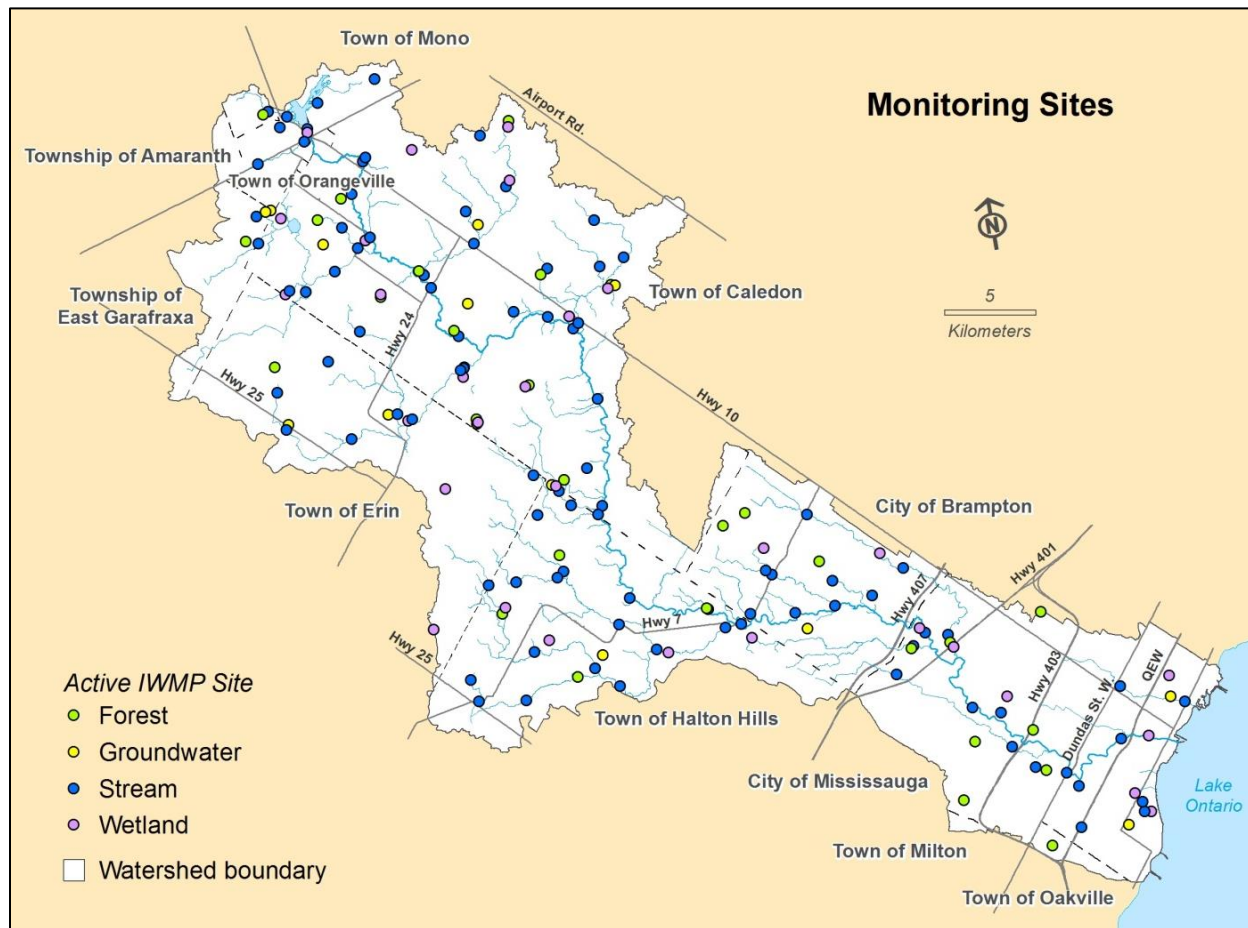 Town of Mono
Airport Rd.
Monitoring Sites
Township of Amaranth
Town of Orangeville
N
Township of
East Garafraxa
Town of Caledon
5
Kilometers
Hwy 24
Hwy 25
Hwy 10
Town of Erin
City of Brampton
Hwy 401
Hwy 407
Hwy 7
Hwy 25
Hwy 403
Dundas St. W.
QEW
Active IWMP Site
Forest
Groundwater
Stream
Wetland
Watershed boundary
Town of Halton Hills
City of Mississauga
Lake
Ontario
Town of Milton
Town of Oakville